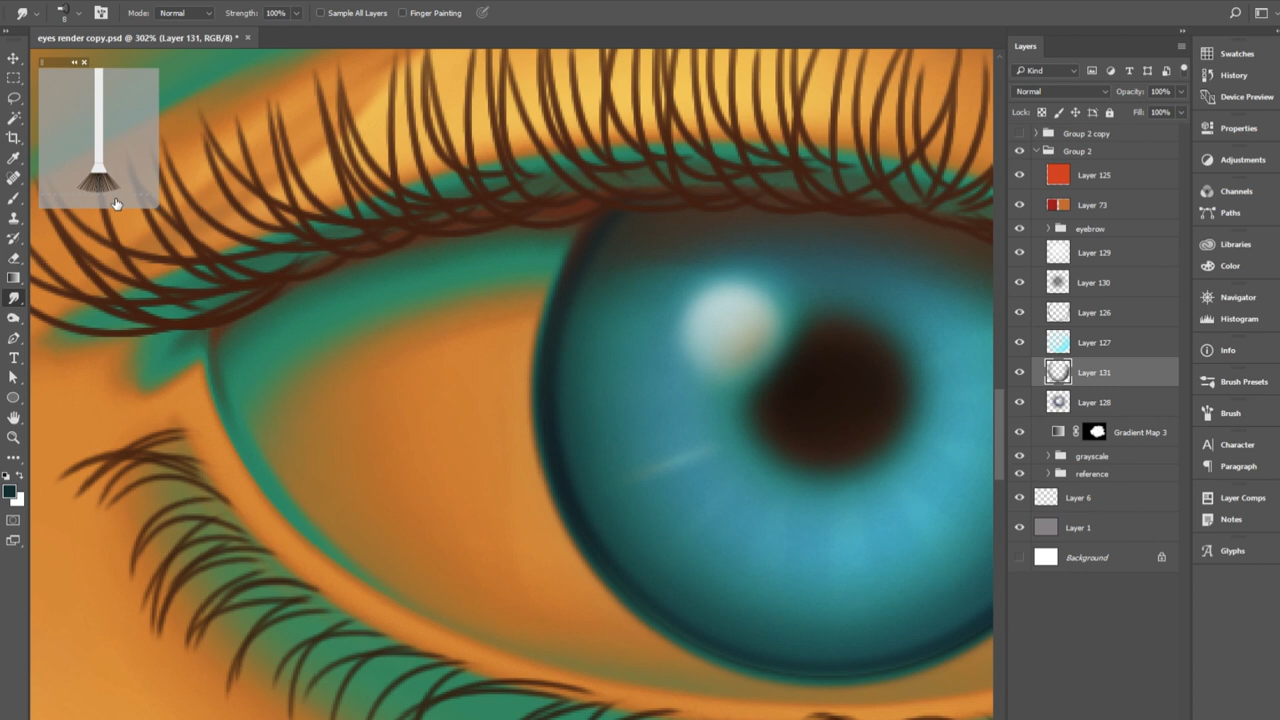 8
Mode: Normal Strength: 100% Sample All Layers Finger Painting
eyes render copy.psd @ 302% (Layer 131, RGB/8) * ×
Layers
Kind
Normal Opacity: 100%
Lock: Fill: 100%
Group 2 copy
Group 2
Layer 125
Layer 73
eyebrow
Layer 129
Layer 130
Layer 126
Layer 127
Layer 131
Layer 128
Gradient Map 3
grayscale
reference
Layer 6
Layer 1
Background
Swatches
History
Device Preview
Properties
Adjustments
Channels
Paths
Libraries
Color
Navigator
Histogram
Info
Brush Presets
Brush
Character
Paragraph
Layer Comps
Notes
Glyphs